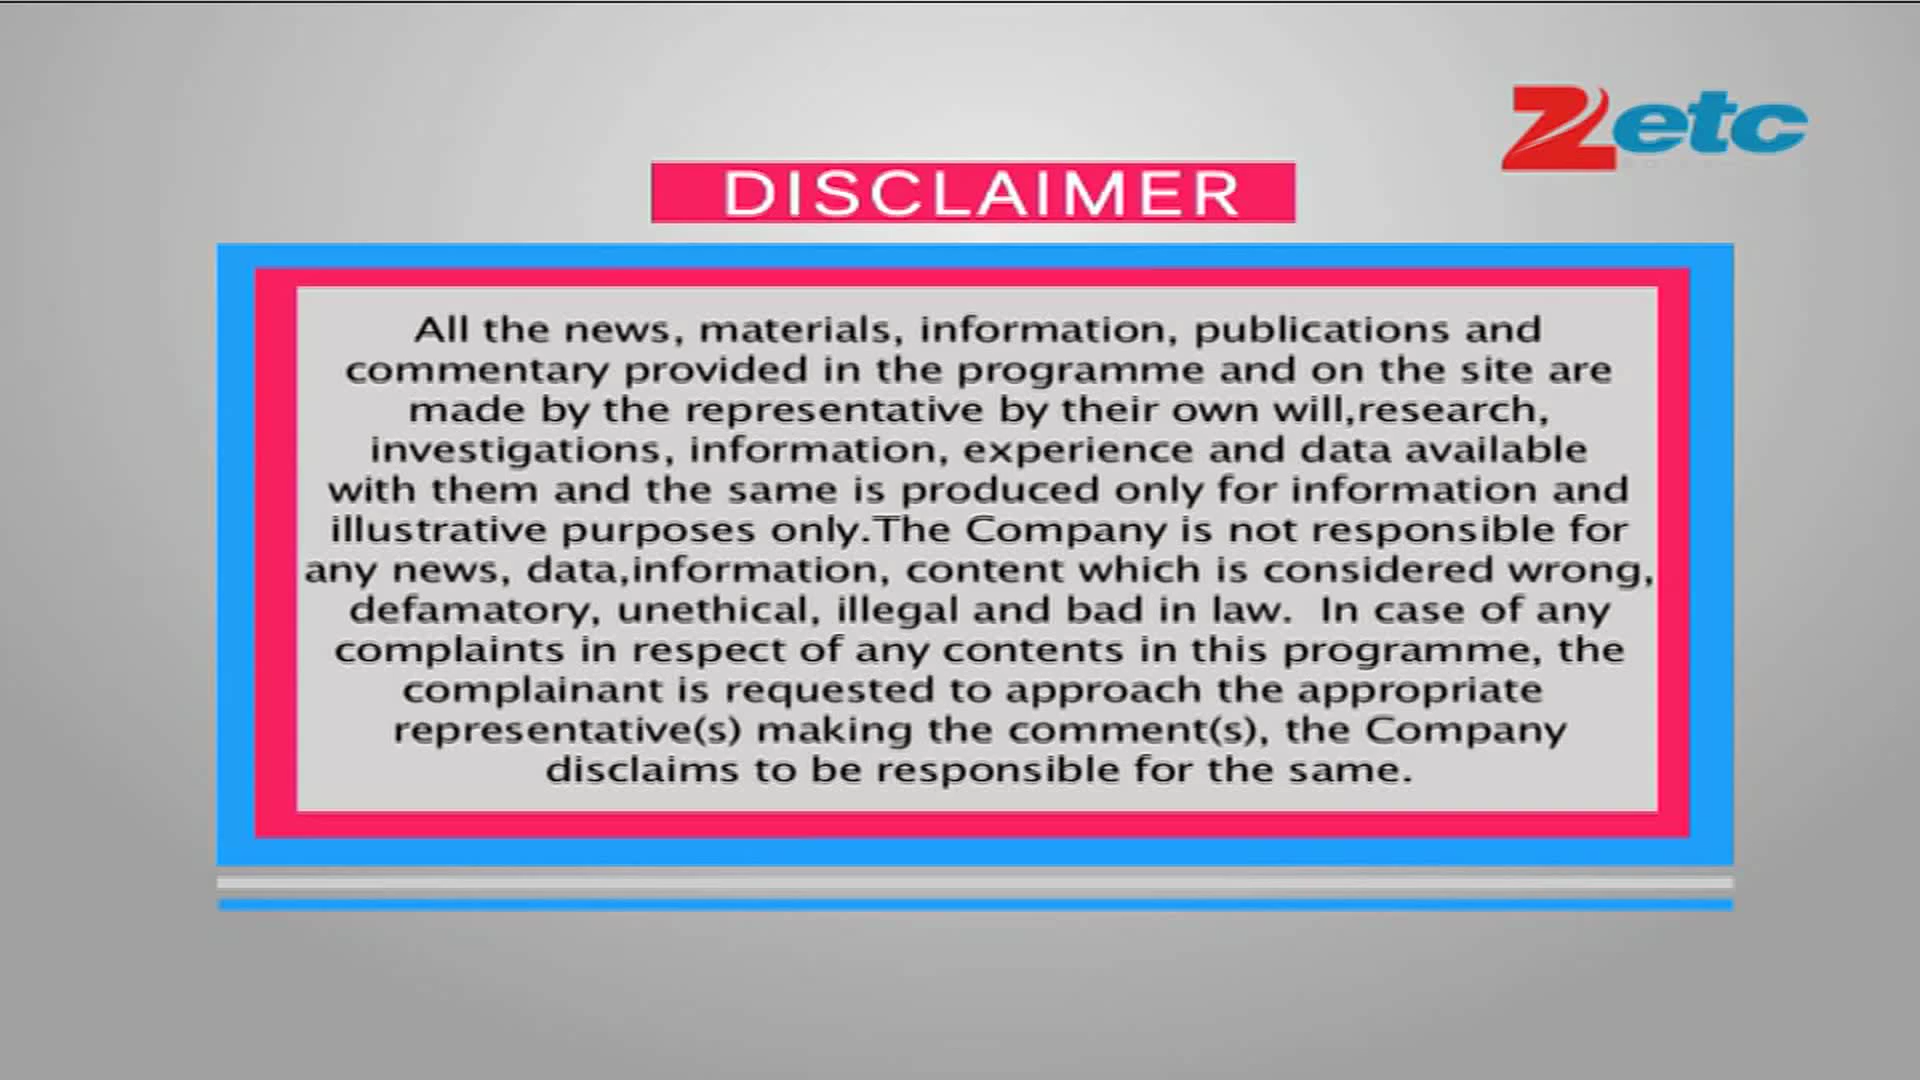 Zetc
DISCLAIMER
All the news, materials, information, publications and
commentary provided in the programme and on the site are
made by the representative by their own will,research,
investigations, information, experience and data available
with them and the same is produced only for information and
illustrative purposes only.The Company is not responsible for
any news, data,information, content which is considered wrong,
defamatory, unethical, illegal and bad in law.  In case of any
complaints in respect of any contents in this programme, the
complainant is requested to approach the appropriate
representative(s) making the comment(s), the Company
disclaims to be responsible for the same.